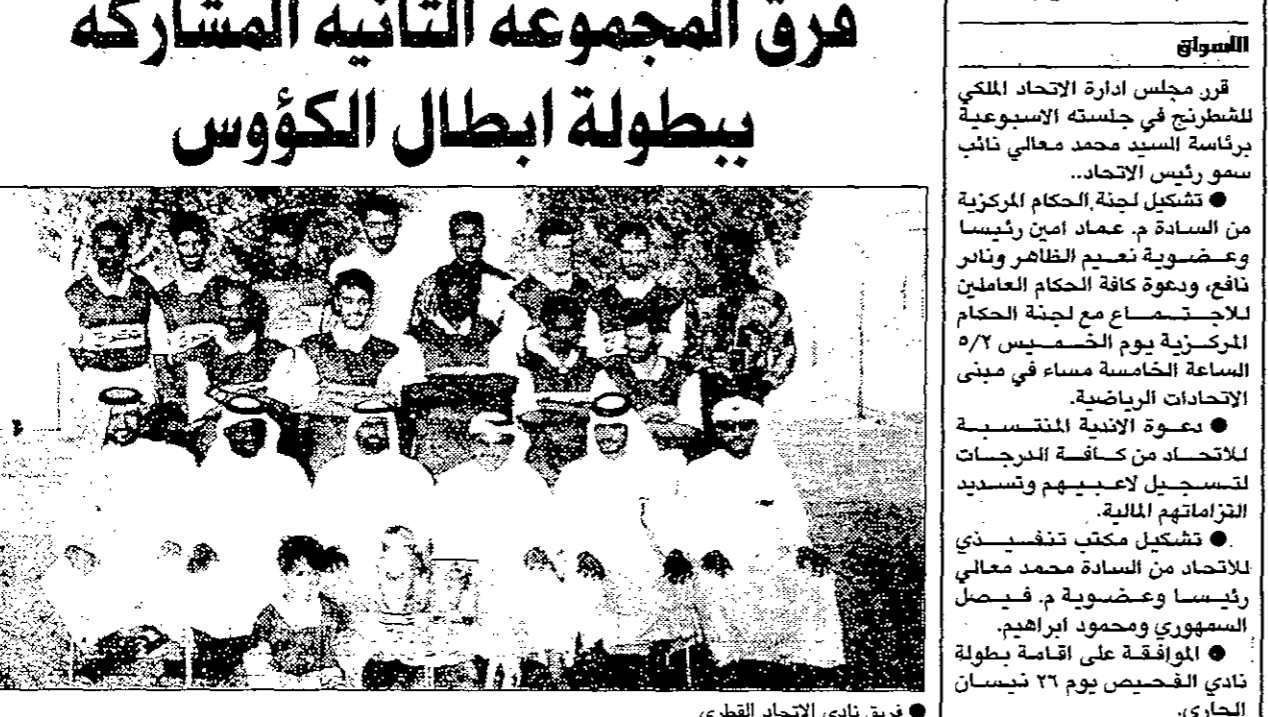 فرق المجموعة الثانية المشاركة
ببطولة ابطال الكؤوس
● فريق نادي الاتحاد القطري
الاسواق
قرر مجلس ادارة الاتحاد الملكي
للشطرنج في جلسته الاسبوعية
برئاسة السيد محمد معالي نائب
سمو رئيس الاتحاد..
● تشكيل لجنة الحكام المركزية
من السادة م. عماد امين رئيسا
وعضوية نعيم الظاهر ونادر
نافع، ودعوة كافة الحكام العاملين
للاجتماع مع لجنة الحكام
المركزية يوم الخميس ٥/٢
الساعة الخامسة مساء في مبنى
الاتحادات الرياضية.
● دعوة الاندية المنتسبة
للاتحاد من كافة الدرجات
لتسجيل لاعبيهم وتسديد
التزاماتهم المالية.
● تشكيل مكتب تنفيذي
للاتحاد من السادة محمد معالي
رئيسا وعضوية م. فيصل
السمهوري ومحمود ابراهيم.
● الموافقة على اقامة بطولة
نادي الفحيص يوم ٢٦ نيسان
الجاري.